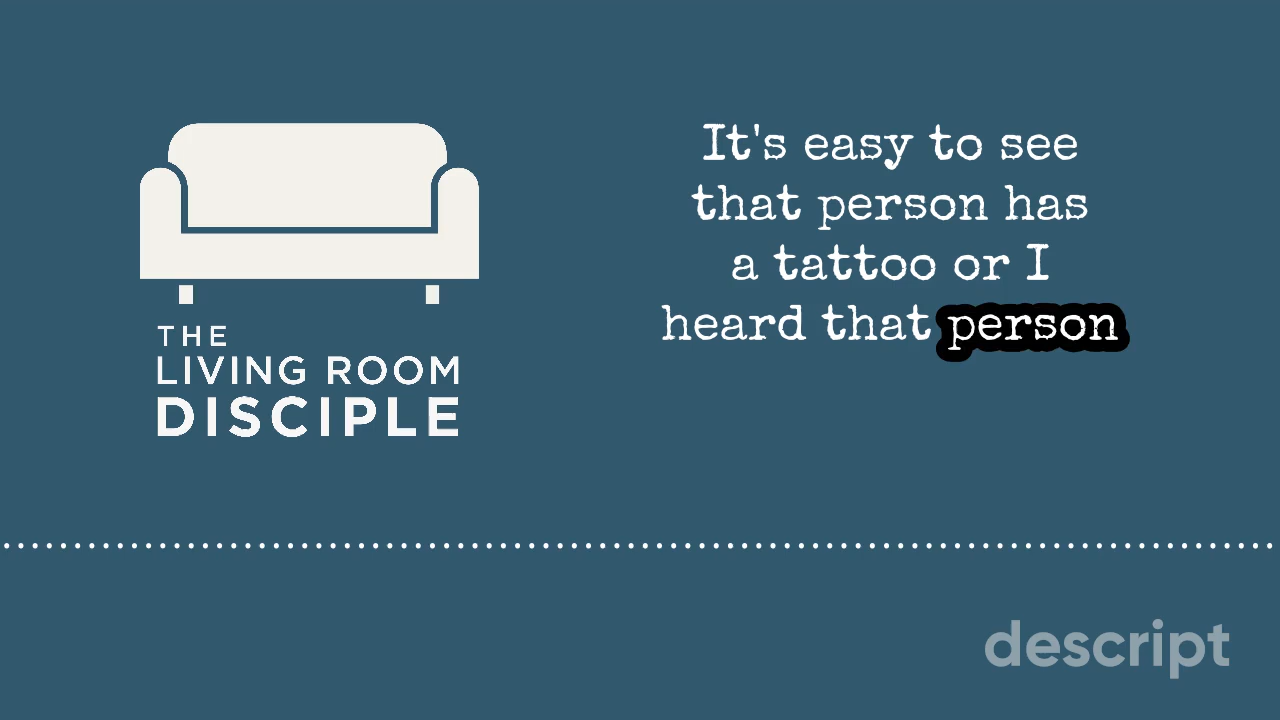 THE
LIVING ROOM
DISCIPLE
It's easy to see
that person has
a tattoo or I
heard that person
descript